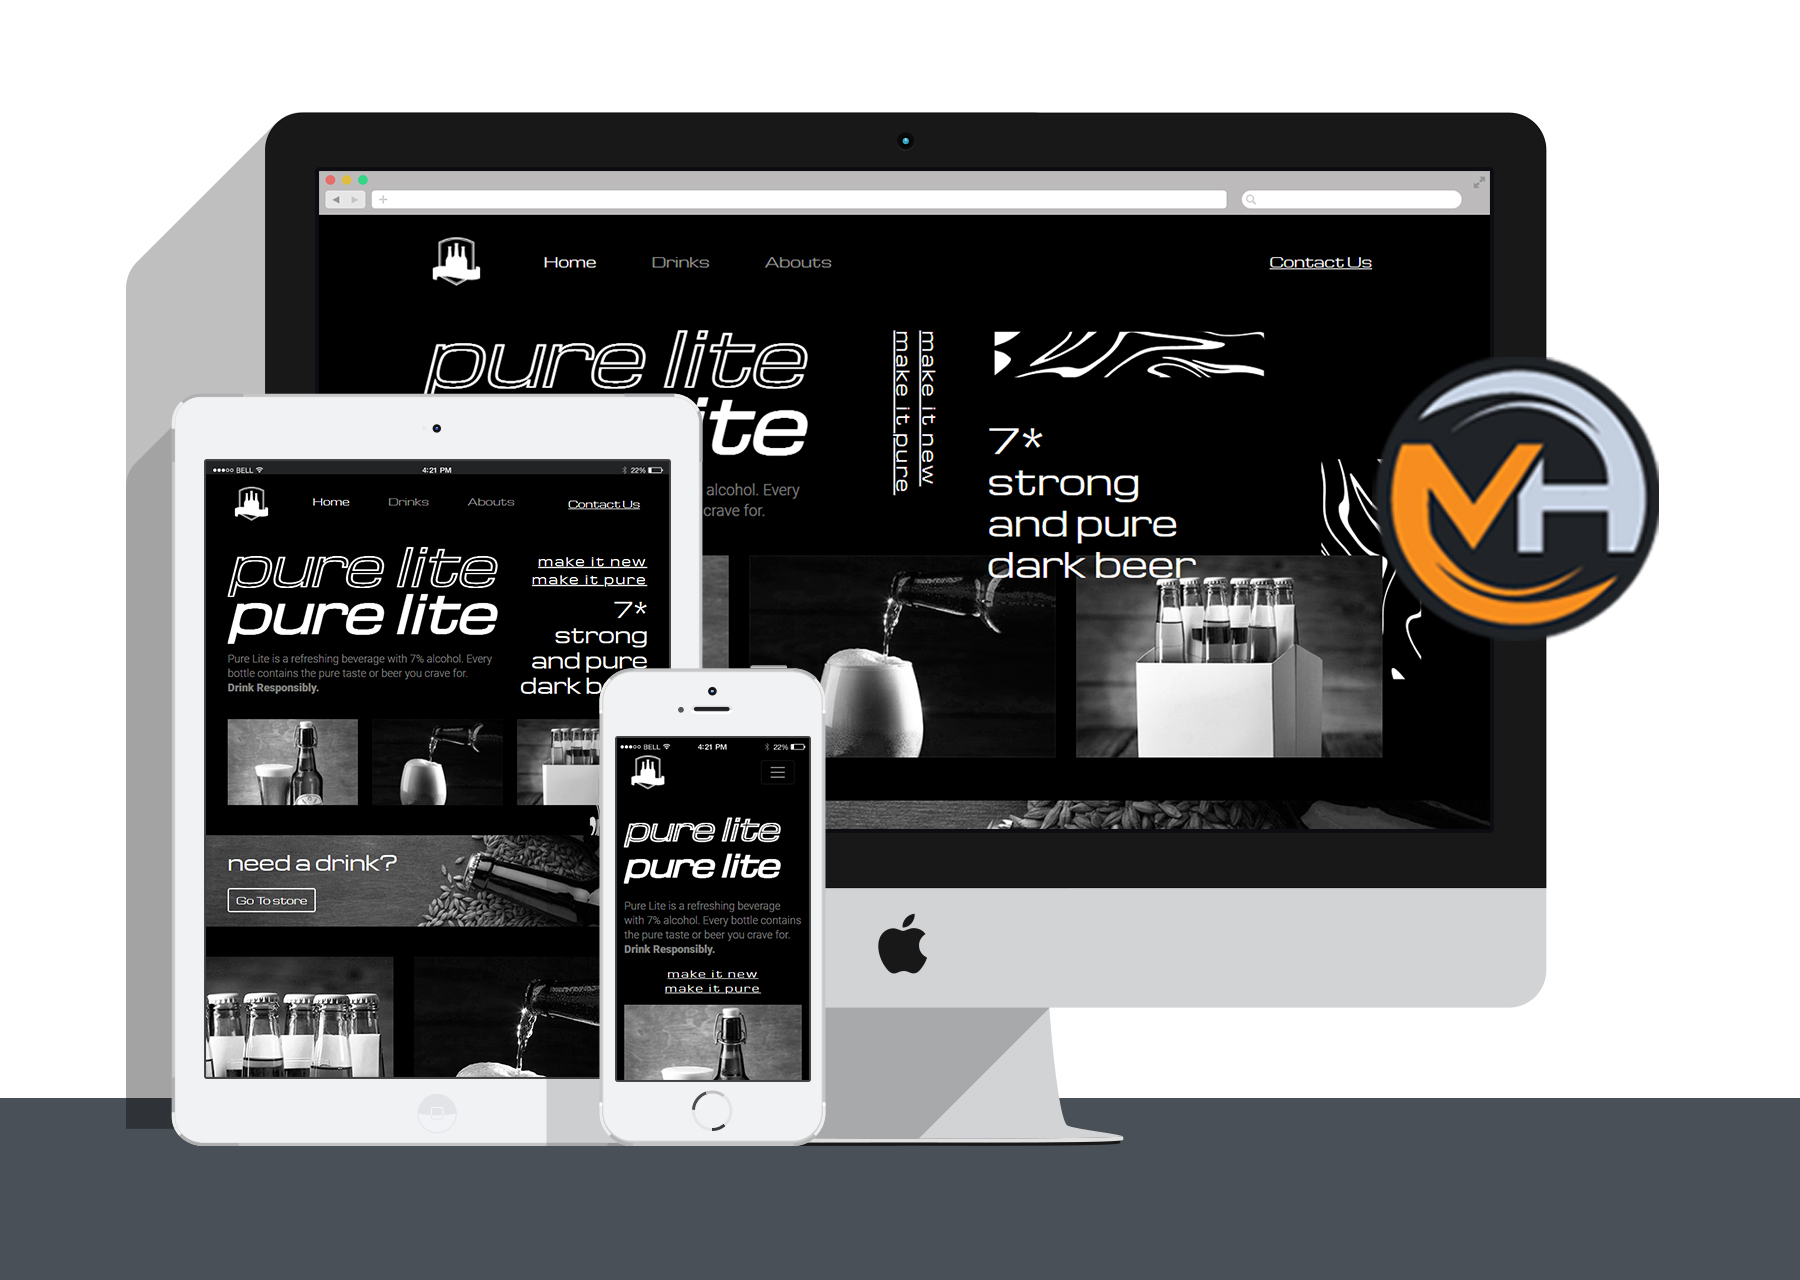 Home Drinks Abouts Contact Us
pure lite
lite
alcohol. Every
crave for.
make it new
make it pure
7*
strong
and pure
dark beer
BELL 4:21 PM 22%
Home Drinks Abouts Contact Us
pure lite
pure lite
Pure Lite is a refreshing beverage with 7% alcohol. Every
bottle contains the pure taste or beer you crave for.
Drink Responsibly.
make it new
make it pure
7*
strong
and pure
dark b
need a drink?
Go To store
BELL 4:21 PM 22%
pure lite
pure lite
Pure Lite is a refreshing beverage
with 7% alcohol. Every bottle contains
the pure taste or beer you crave for.
Drink Responsibly.
make it new
make it pure
MH